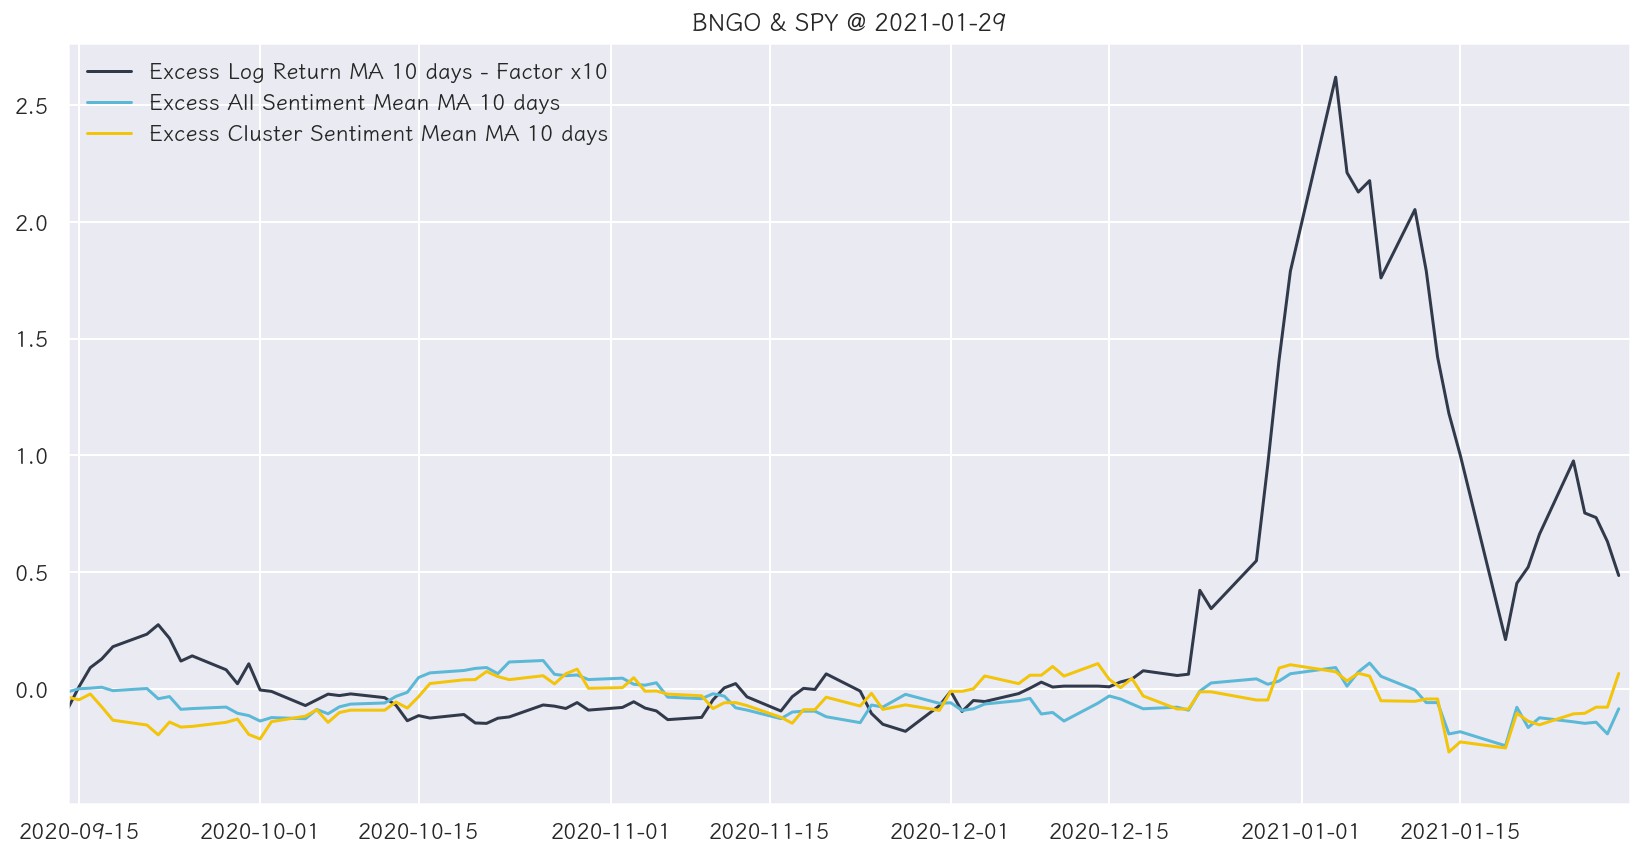 BNGO & SPY @ 2021-01-29
Excess Log Return MA 10 days - Factor x10
Excess All Sentiment Mean MA 10 days
Excess Cluster Sentiment Mean MA 10 days
2.5
2.0
1.5
1.0
0.5
0.0
2020-09-15 2020-10-01 2020-10-15 2020-11-01 2020-11-15 2020-12-01 2020-12-15 2021-01-01 2021-01-15